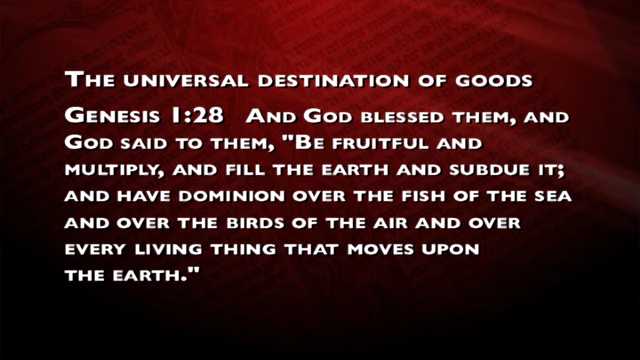 The universal destination of goods
Genesis 1:28 And God blessed them, and
God said to them, "Be fruitful and
multiply, and fill the earth and subdue it;
and have dominion over the fish of the sea
and over the birds of the air and over
every living thing that moves upon
the earth."